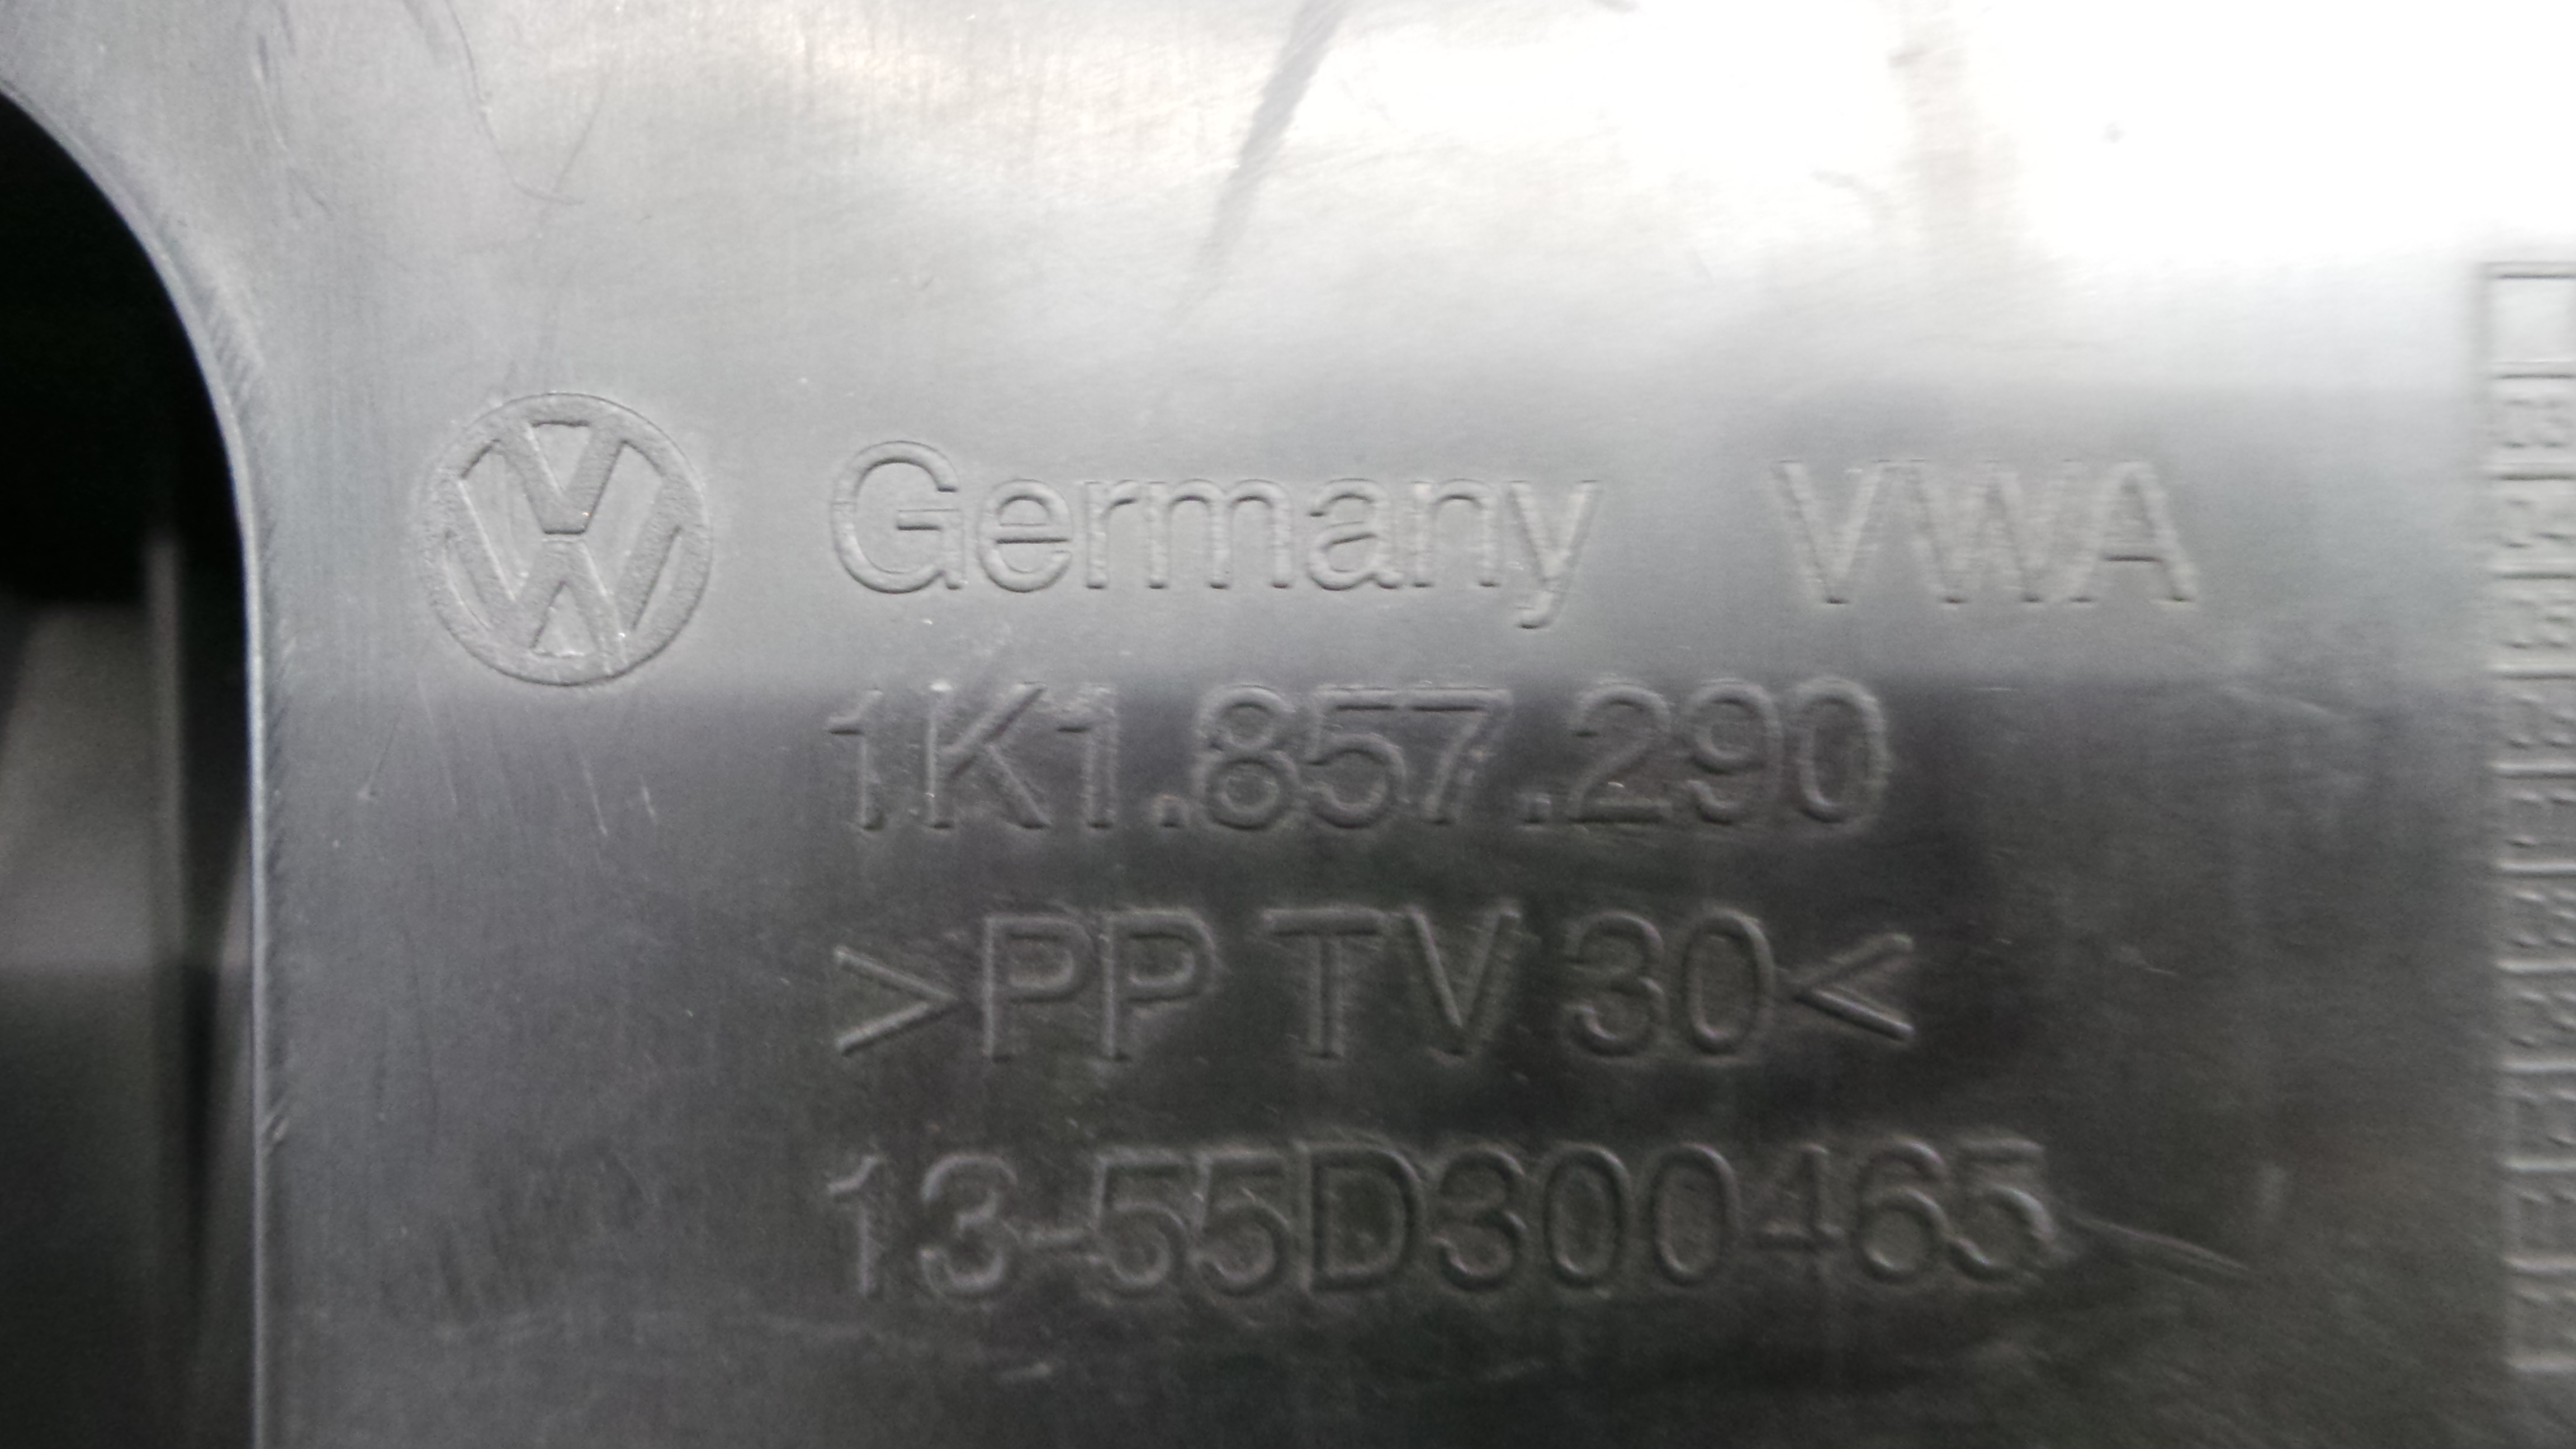 Germany VWA
1K1.857.290
>PP TV 30<
13-55D300465